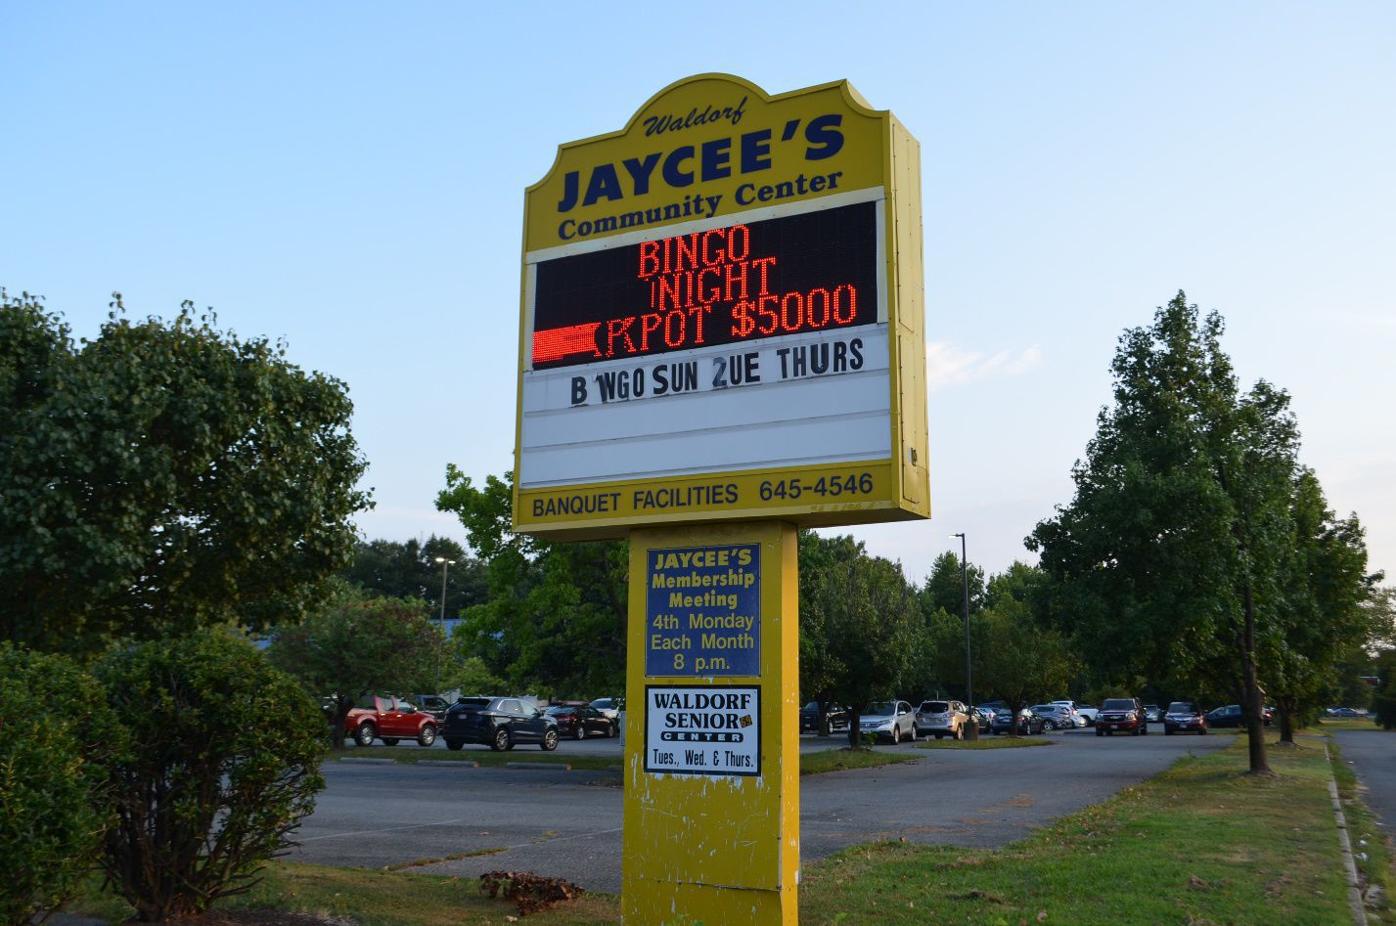 Waldorf
JAYCEE'S
Community Center
BINGO
NIGHT
$5000
B NGO SUN 2UE THURS
BANQUET FACILITIES 645-4546
JAYCEE'S
Membership
Meeting
4th Monday
Each Month
8 p.m.
WALDORF
SENIOR
CENTER
Tues., Wed. & Thurs.